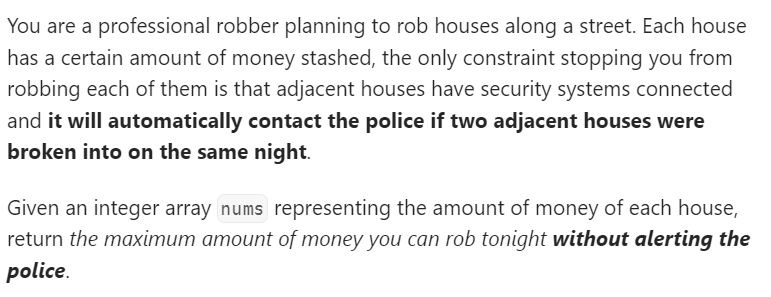 You are a professional robber planning to rob houses along a street. Each house
has a certain amount of money stashed, the only constraint stopping you from
robbing each of them is that adjacent houses have security systems connected
and it will automatically contact the police if two adjacent houses were
broken into on the same night.
Given an integer array nums representing the amount of money of each house,
return the maximum amount of money you can rob tonight without alerting the
police.